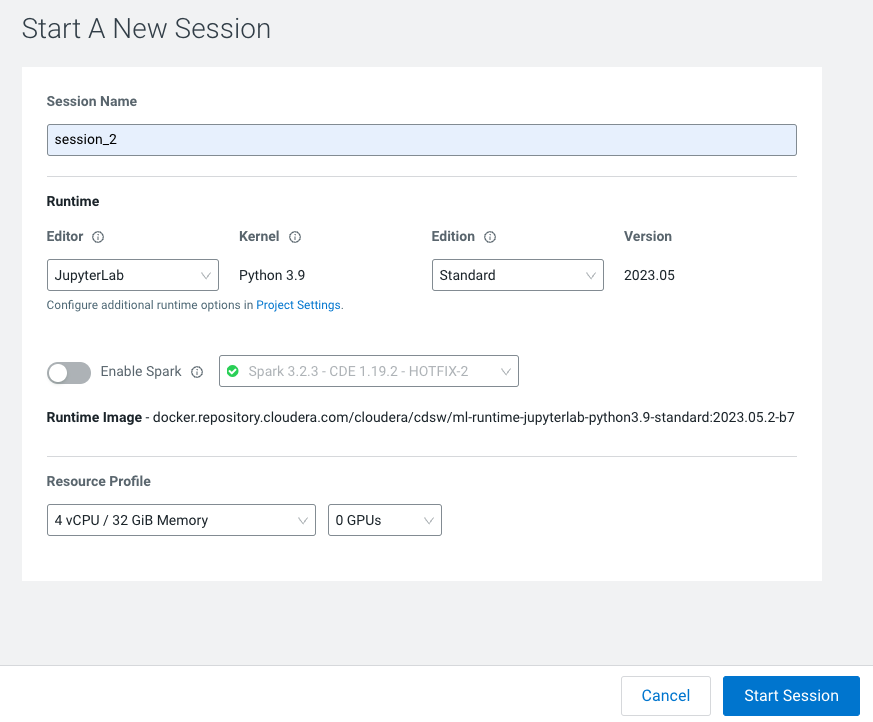 Start A New Session
Session Name
session_2
Runtime
Editor Kernel Edition Version
JupyterLab Python 3.9 Standard 2023.05
Configure additional runtime options in Project Settings.
Enable Spark Spark 3.2.3 - CDE 1.19.2 - HOTFIX-2
Runtime Image - docker.repository.cloudera.com/cloudera/cdsw/ml-runtime-jupyterlab-python3.9-standard:2023.05.2-b7
Resource Profile
4 vCPU / 32 GiB Memory 0 GPUs
Cancel Start Session